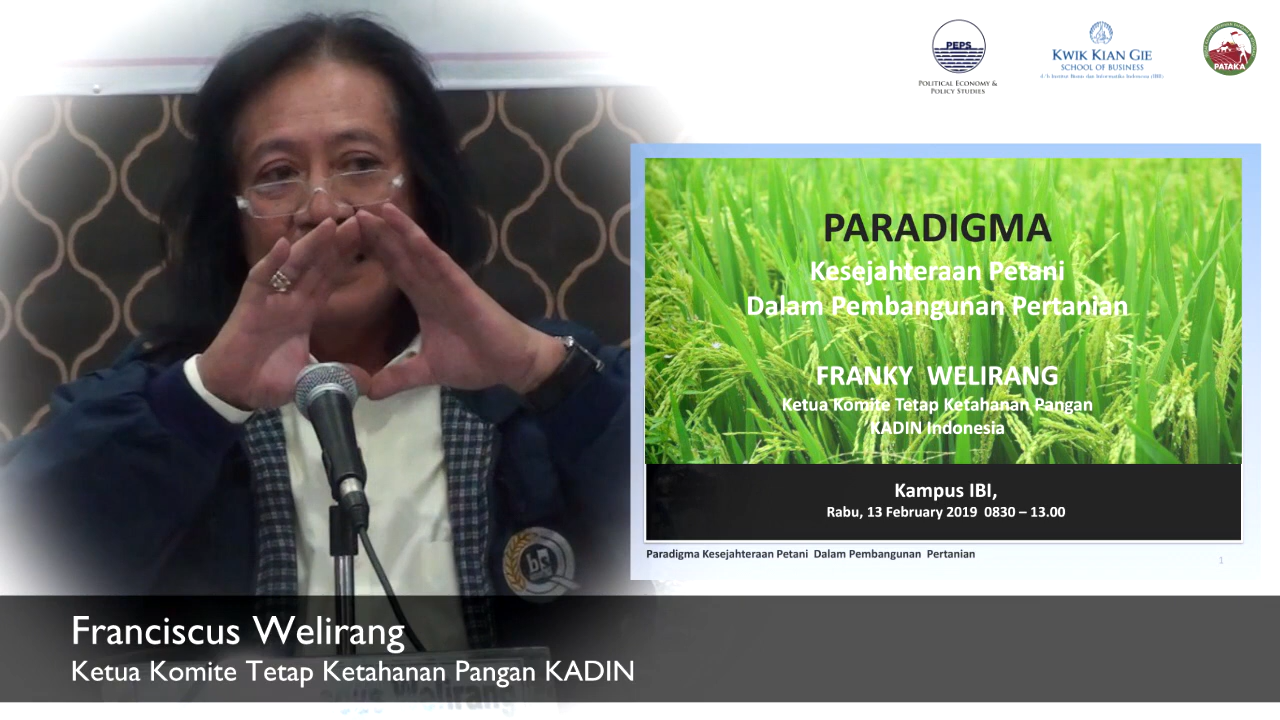 PEPS
POLITICAL ECONOMY &
POLICY STUDIES
KWIK KIAN GIE
SCHOOL OF BUSINESS
PATAKA
PARADIGMA
Kesejahteraan Petani
Dalam Pembangunan Pertanian
FRANKY WELIRANG
Ketua Komite Tetap Ketahanan Pangan
KADIN Indonesia
Kampus IBI,
Rabu, 13 February 2019 0830 – 13.00
Paradigma Kesejahteraan Petani Dalam Pembangunan Pertanian
1
Franciscus Welirang
Ketua Komite Tetap Ketahanan Pangan KADIN